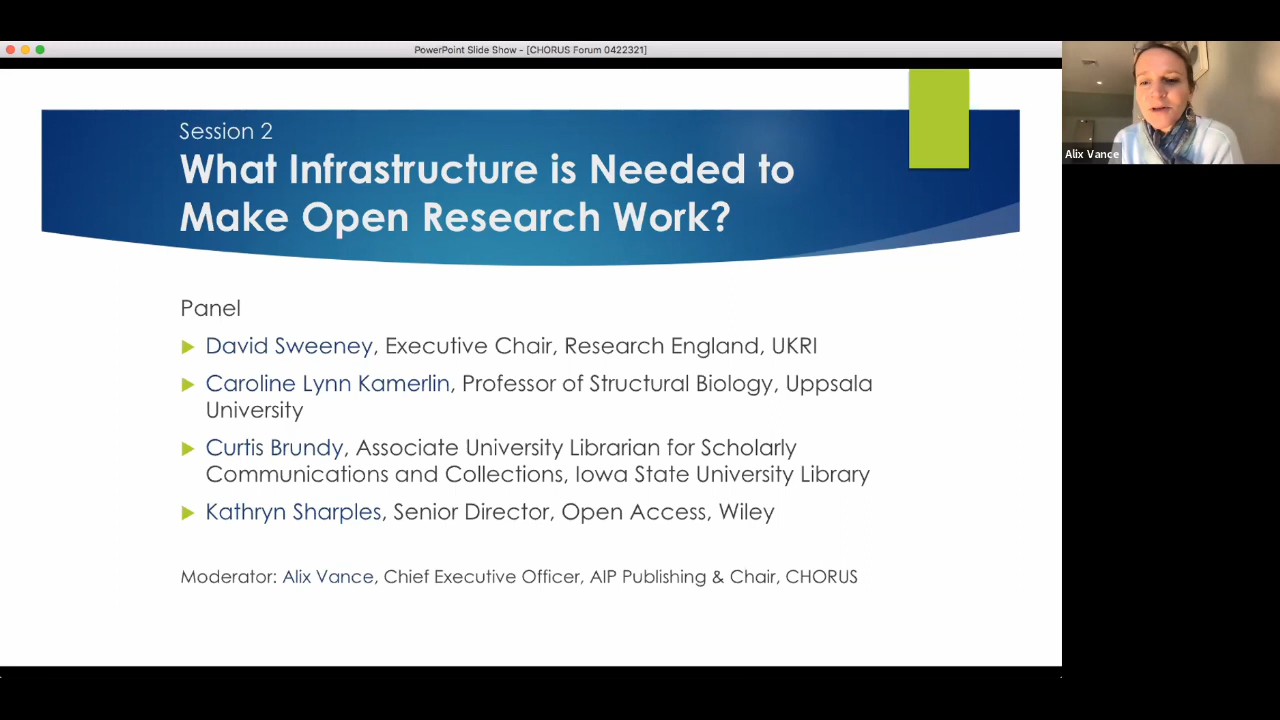 PowerPoint Slide Show - [CHORUS Forum 0422321]
Session 2
What Infrastructure is Needed to
Make Open Research Work?
Panel
David Sweeney, Executive Chair, Research England, UKRI
Caroline Lynn Kamerlin, Professor of Structural Biology, Uppsala
University
Curtis Brundy, Associate University Librarian for Scholarly
Communications and Collections, Iowa State University Library
Kathryn Sharples, Senior Director, Open Access, Wiley
Moderator: Alix Vance, Chief Executive Officer, AIP Publishing & Chair, CHORUS
Alix Vance